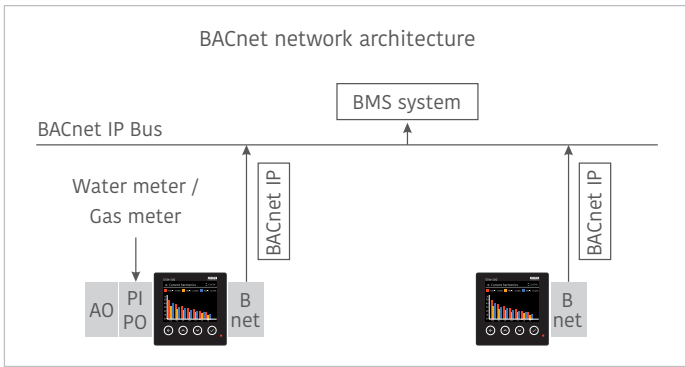 BACnet network architecture
BMS system
BACnet IP Bus
BACnet IP
BACnet IP
Water meter /
Gas meter
AO
PI
PO
B
net
B
net